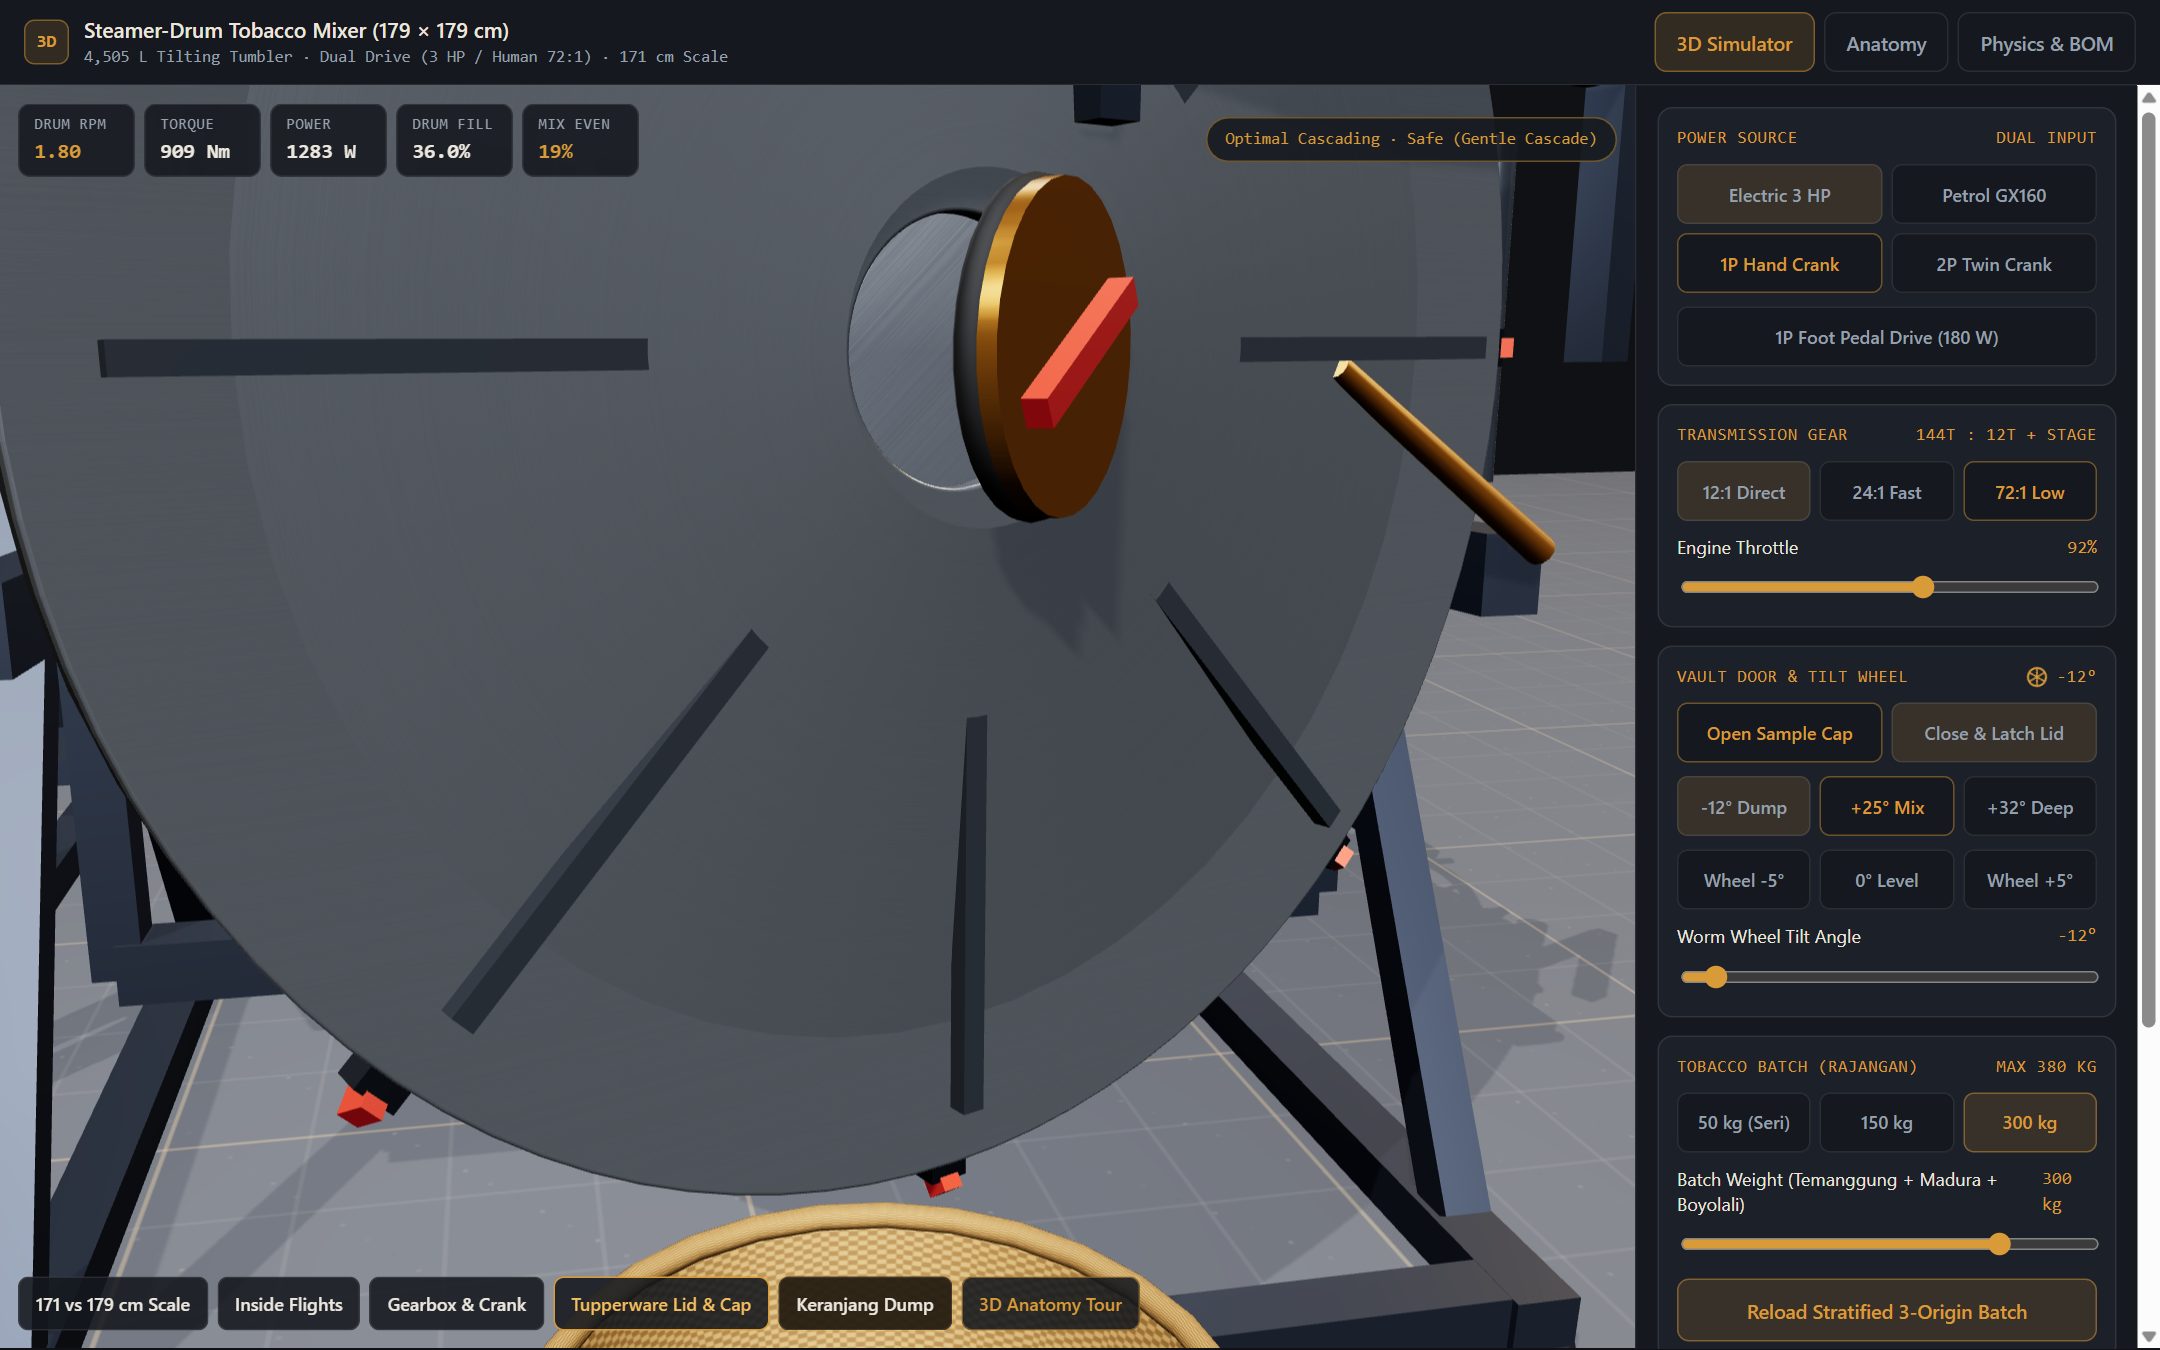 3D
Steamer-Drum Tobacco Mixer (179 × 179 cm)
4,505 L Tilting Tumbler · Dual Drive (3 HP / Human 72:1) · 171 cm Scale
3D Simulator
Anatomy
Physics & BOM
DRUM RPM
1.80
TORQUE
909 Nm
POWER
1283 W
DRUM FILL
36.0%
MIX EVEN
19%
Optimal Cascading · Safe (Gentle Cascade)
POWER SOURCE
DUAL INPUT
Electric 3 HP
Petrol GX160
1P Hand Crank
2P Twin Crank
1P Foot Pedal Drive (180 W)
TRANSMISSION GEAR
144T : 12T + STAGE
12:1 Direct
24:1 Fast
72:1 Low
Engine Throttle
92%
VAULT DOOR & TILT WHEEL
-12°
Open Sample Cap
Close & Latch Lid
-12° Dump
+25° Mix
+32° Deep
Wheel -5°
0° Level
Wheel +5°
Worm Wheel Tilt Angle
-12°
TOBACCO BATCH (RAJANGAN)
MAX 380 KG
50 kg (Seri)
150 kg
300 kg
Batch Weight (Temanggung + Madura +
Boyolali)
300
kg
Reload Stratified 3-Origin Batch
171 vs 179 cm Scale
Inside Flights
Gearbox & Crank
Tupperware Lid & Cap
Keranjang Dump
3D Anatomy Tour